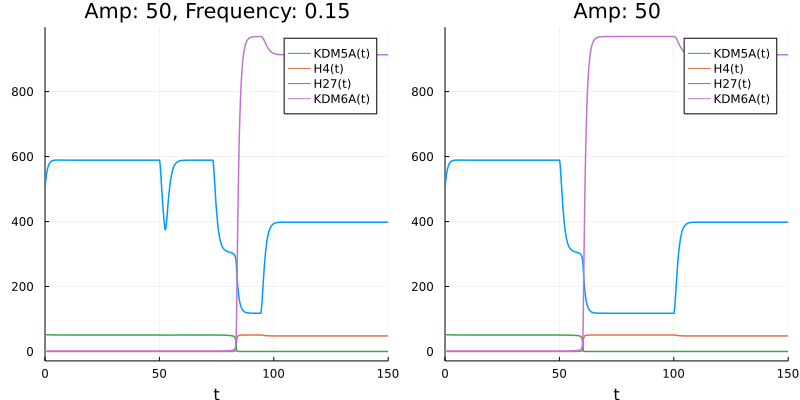 Amp: 50, Frequency: 0.15
KDM5A(t)
H4(t)
H27(t)
KDM6A(t)
800
600
400
200
0
0 50 100 150
t
Amp: 50
KDM5A(t)
H4(t)
H27(t)
KDM6A(t)
800
600
400
200
0
0 50 100 150
t